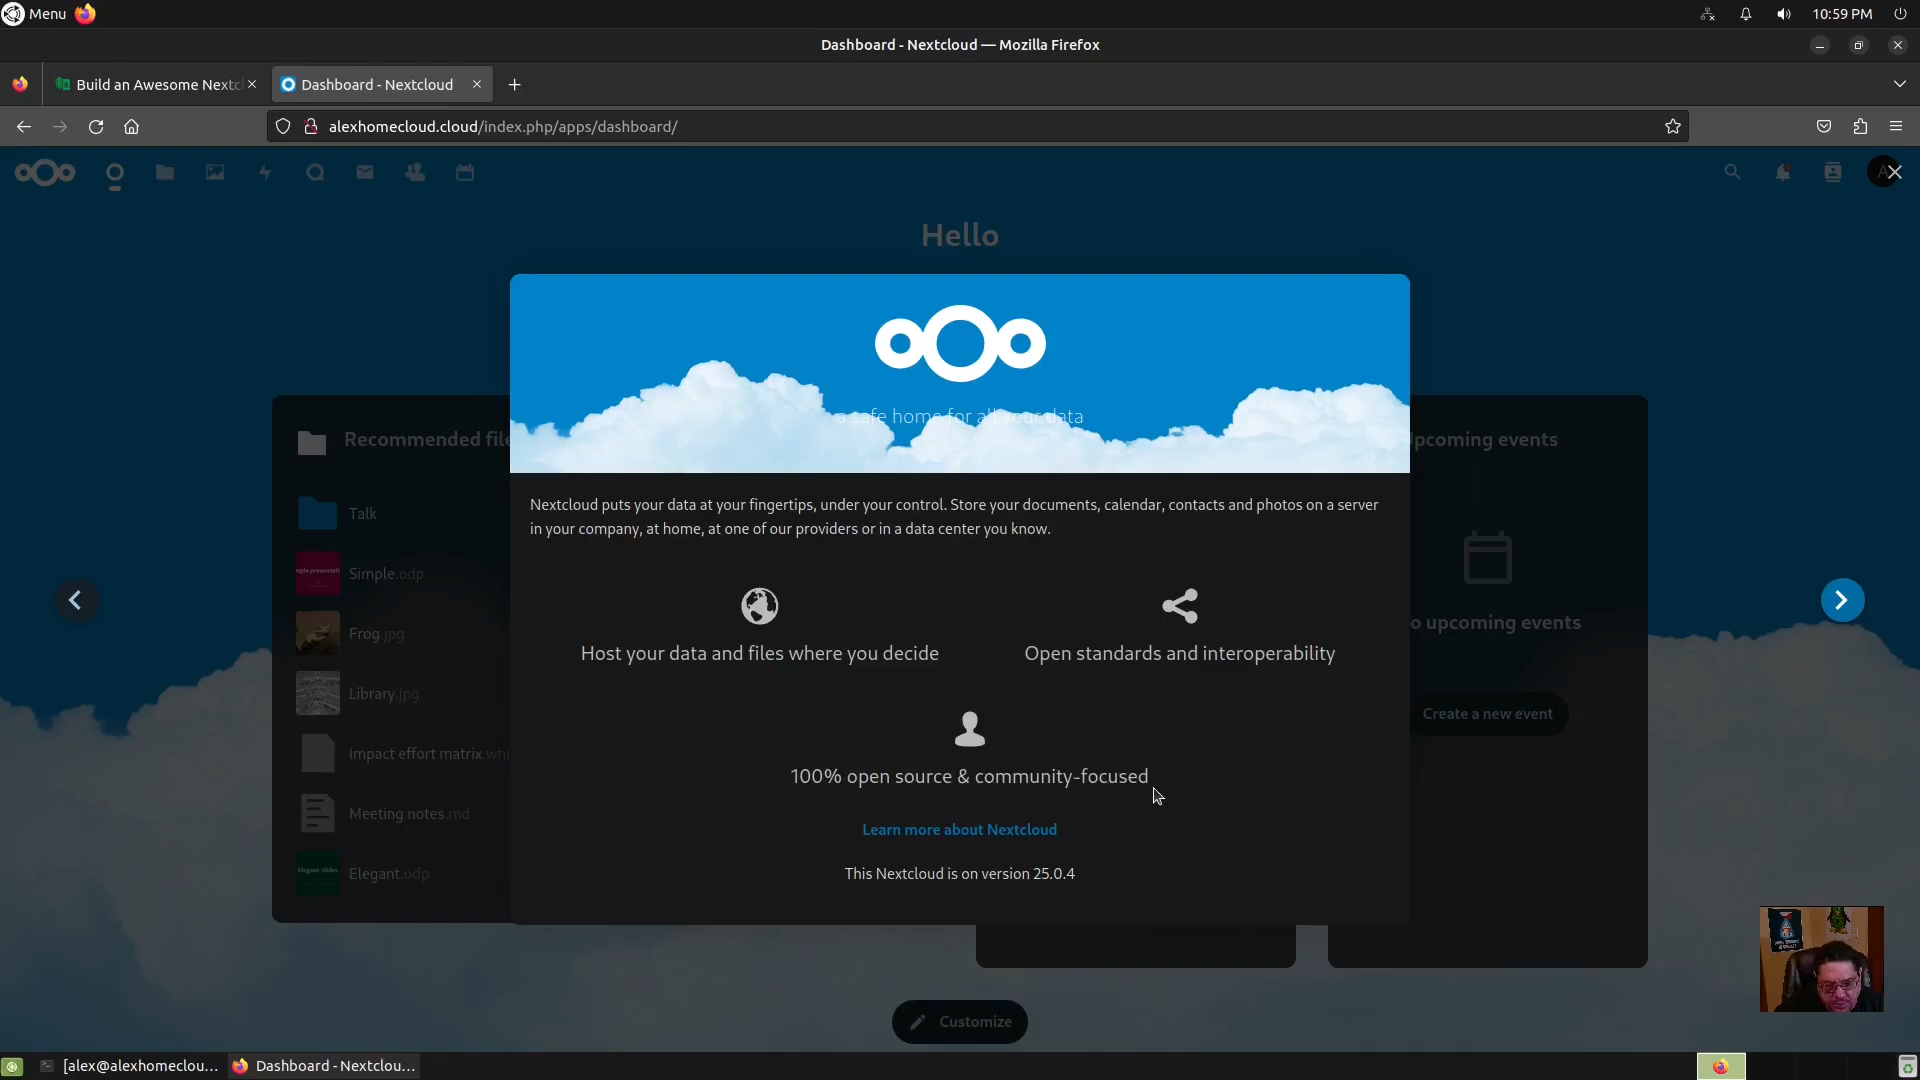 Menu
10:59 PM
Dashboard - Nextcloud — Mozilla Firefox
Build an Awesome Nextcl
Dashboard - Nextcloud
alexhomecloud.cloud/index.php/apps/dashboard/
A
Hello
a safe home for all your data
Recommended file
Talk
Simple.odp
Frog.jpg
Library.jpg
Impact effort matrix.whi
Meeting notes.md
Elegant slides
Elegant.odp
Nextcloud puts your data at your fingertips, under your control. Store your documents, calendar, contacts and photos on a server
in your company, at home, at one of our providers or in a data center you know.
Host your data and files where you decide
Open standards and interoperability
100% open source & community-focused
Learn more about Nextcloud
This Nextcloud is on version 25.0.4
pcoming events
o upcoming events
Create a new event
Customize
[alex@alexhomeclou...
Dashboard - Nextclou...